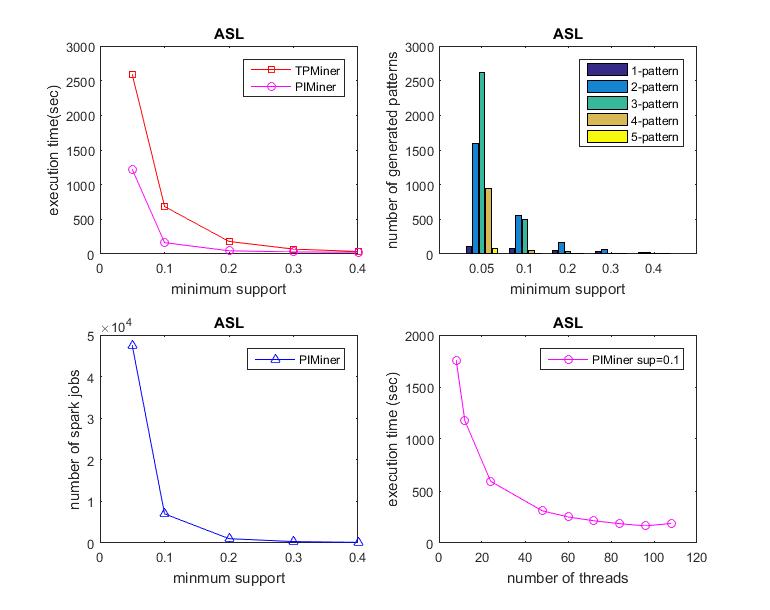 ASL
3000
2500
2000
1500
1000
500
0
execution time(sec)
TPMiner
PIMiner
0 0.1 0.2 0.3 0.4
minimum support
ASL
3000
2500
2000
1500
1000
500
0
number of generated patterns
1-pattern
2-pattern
3-pattern
4-pattern
5-pattern
0.05 0.1 0.2 0.2 0.4
minimum support
ASL
×10⁴
5
4
3
2
1
0
number of spark jobs
PIMiner
0 0.1 0.2 0.3 0.4
minmum support
ASL
2000
1500
1000
500
0
execution time (sec)
PIMiner sup=0.1
0 20 40 60 80 100 120
number of threads